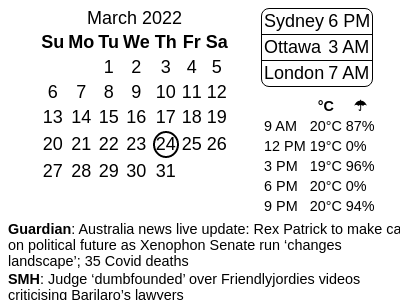 March 2022
Su Mo Tu We Th Fr Sa
1 2 3 4 5
6 7 8 9 10 11 12
13 14 15 16 17 18 19
20 21 22 23 24 25 26
27 28 29 30 31
Sydney 6 PM
Ottawa 3 AM
London 7 AM
°C ☂
9 AM 20°C 87%
12 PM 19°C 0%
3 PM 19°C 96%
6 PM 20°C 0%
9 PM 20°C 94%
Guardian: Australia news live update: Rex Patrick to make ca
on political future as Xenophon Senate run ‘changes
landscape’; 35 Covid deaths
SMH: Judge ‘dumbfounded’ over Friendlyjordies videos
criticising Barilaro’s lawyers